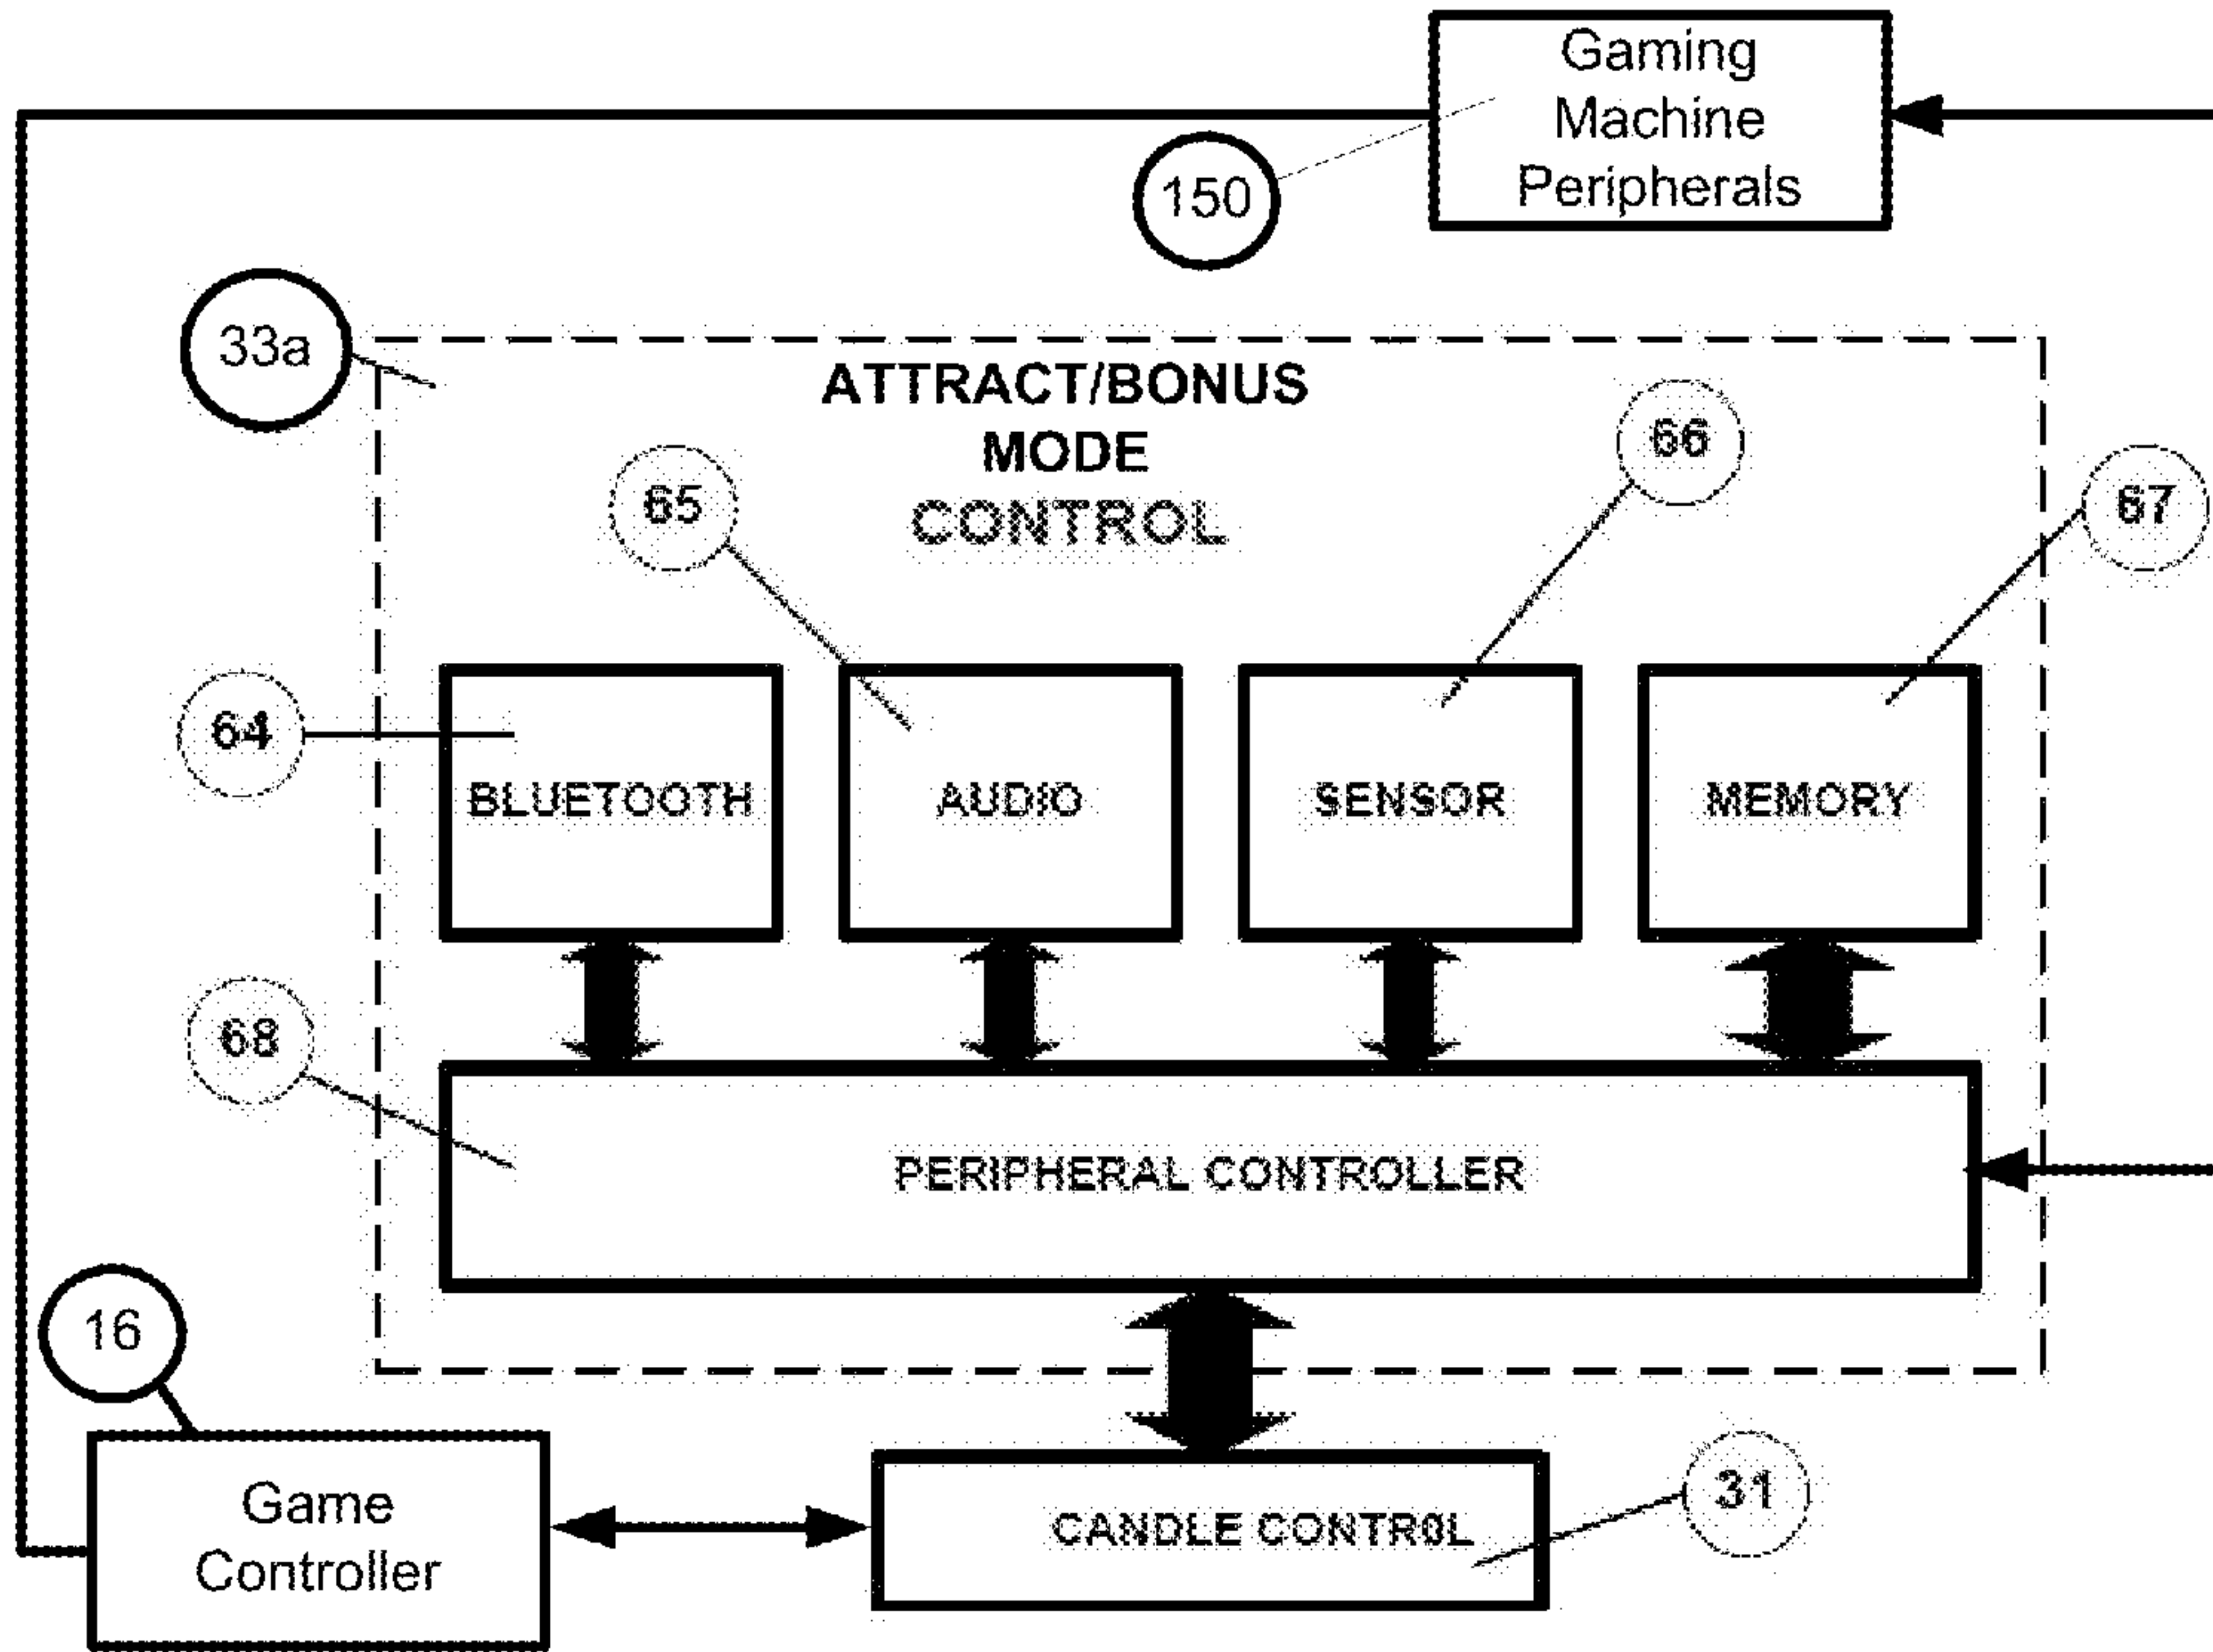 Gaming
Machine
Peripherals
150
33a
ATTRACT/BONUS
MODE
CONTROL
65
66
67
64
BLUETOOTH
AUDIO
SENSOR
MEMORY
68
PERIPHERAL CONTROLLER
16
Game
Controller
CANDLE CONTROL
31